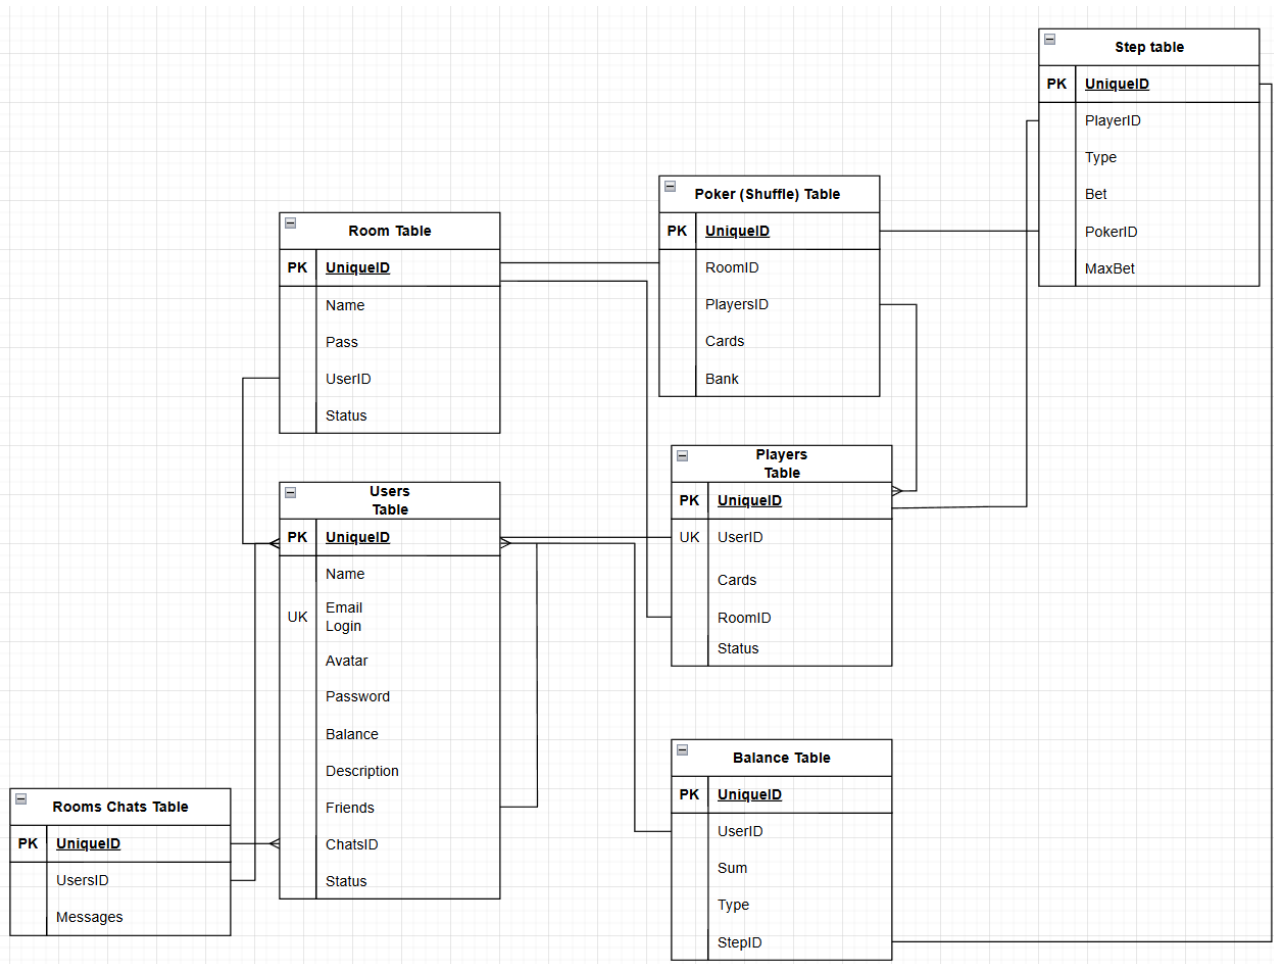 Step table
PK UniqueID
PlayerID
Type
Bet
PokerID
MaxBet
Poker (Shuffle) Table
PK UniqueID
RoomID
PlayersID
Cards
Bank
Room Table
PK UniqueID
Name
Pass
UserID
Status
Players
Table
PK UniqueID
UK UserID
Cards
RoomID
Status
Users
Table
PK UniqueID
Name
UK Email
Login
Avatar
Password
Balance
Description
Friends
ChatsID
Status
Balance Table
PK UniqueID
UserID
Sum
Type
StepID
Rooms Chats Table
PK UniqueID
UsersID
Messages